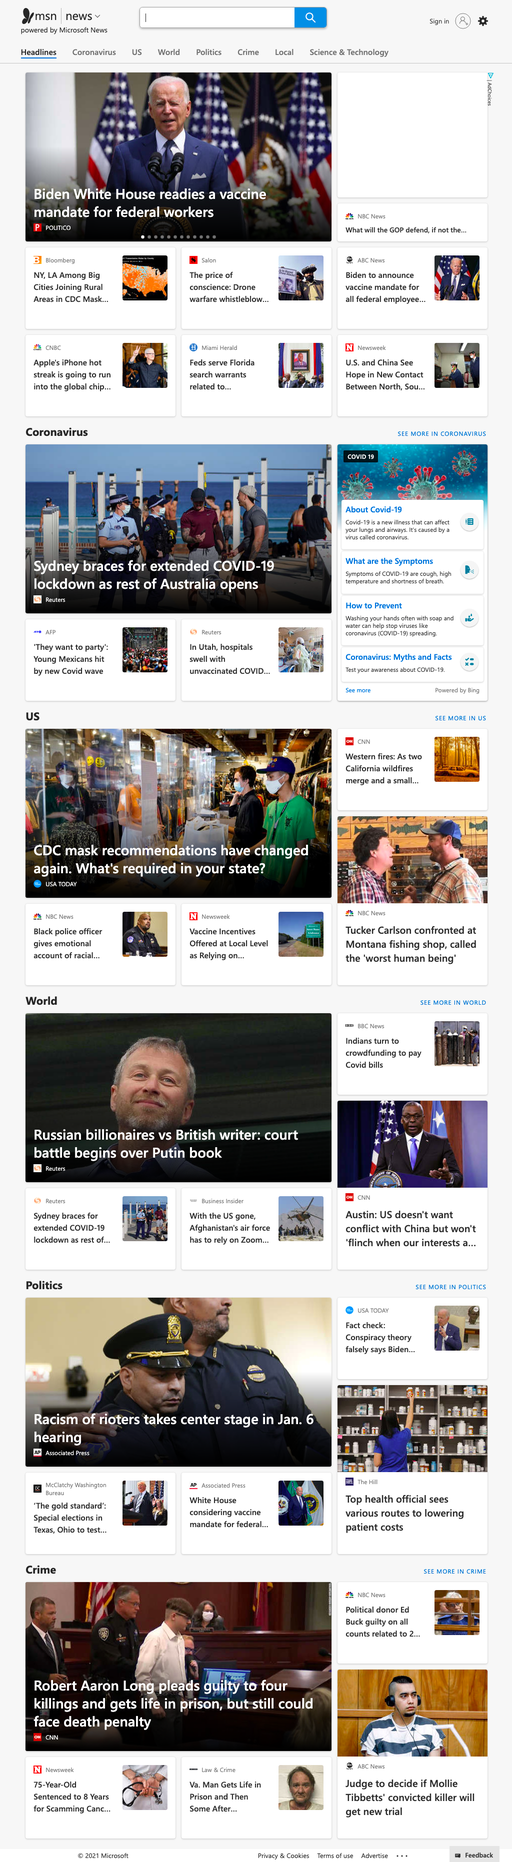 msn | news
powered by Microsoft News
Sign in
Headlines Coronavirus US World Politics Crime Local Science & Technology
Biden White House readies a vaccine
mandate for federal workers
POLITICO
AdChoices
NBC News
What will the GOP defend, if not the...
Bloomberg
NY, LA Among Big
Cities Joining Rural
Areas in CDC Mask...
Salon
The price of
conscience: Drone
warfare whistleblow...
ABC News
Biden to announce
vaccine mandate for
all federal employee...
CNBC
Apple's iPhone hot
streak is going to run
into the global chip...
Miami Herald
Feds serve Florida
search warrants
related to...
Newsweek
U.S. and China See
Hope in New Contact
Between North, Sou...
Coronavirus
SEE MORE IN CORONAVIRUS
Sydney braces for extended COVID-19
lockdown as rest of Australia opens
Reuters
COVID 19
About Covid-19
Covid-19 is a new illness that can affect
your lungs and airways. It's caused by a
virus called coronavirus.
What are the Symptoms
Symptoms of COVID-19 are cough, high
temperature and shortness of breath.
How to Prevent
Washing your hands often with soap and
water can help stop viruses like
coronavirus (COVID-19) spreading.
Coronavirus: Myths and Facts
Test your awareness about COVID-19.
See more
Powered by Bing
AFP
'They want to party':
Young Mexicans hit
by new Covid wave
Reuters
In Utah, hospitals
swell with
unvaccinated COVID...
US
SEE MORE IN US
CDC mask recommendations have changed
again. What's required in your state?
USA TODAY
CNN
Western fires: As two
California wildfires
merge and a small...
NBC News
Tucker Carlson confronted at
Montana fishing shop, called
the 'worst human being'
NBC News
Black police officer
gives emotional
account of racial...
Newsweek
Vaccine Incentives
Offered at Local Level
as Relying on...
World
SEE MORE IN WORLD
Russian billionaires vs British writer: court
battle begins over Putin book
Reuters
BBC News
Indians turn to
crowdfunding to pay
Covid bills
CNN
Austin: US doesn't want
conflict with China but won't
'flinch when our interests a...
Reuters
Sydney braces for
extended COVID-19
lockdown as rest of...
Business Insider
With the US gone,
Afghanistan's air force
has to rely on Zoom...
Politics
SEE MORE IN POLITICS
Racism of rioters takes center stage in Jan. 6
hearing
Associated Press
USA TODAY
Fact check:
Conspiracy theory
falsely says Biden...
The Hill
Top health official sees
various routes to lowering
patient costs
McClatchy Washington
Bureau
'The gold standard':
Special elections in
Texas, Ohio to test...
Associated Press
White House
considering vaccine
mandate for federal...
Crime
SEE MORE IN CRIME
Robert Aaron Long pleads guilty to four
killings and gets life in prison, but still could
face death penalty
CNN
NBC News
Political donor Ed
Buck guilty on all
counts related to 2...
ABC News
Judge to decide if Mollie
Tibbetts' convicted killer will
get new trial
Newsweek
75-Year-Old
Sentenced to 8 Years
for Scamming Canc...
Law & Crime
Va. Man Gets Life in
Prison and Then
Some After...
© 2021 Microsoft
Privacy & Cookies Terms of use Advertise ...
Feedback